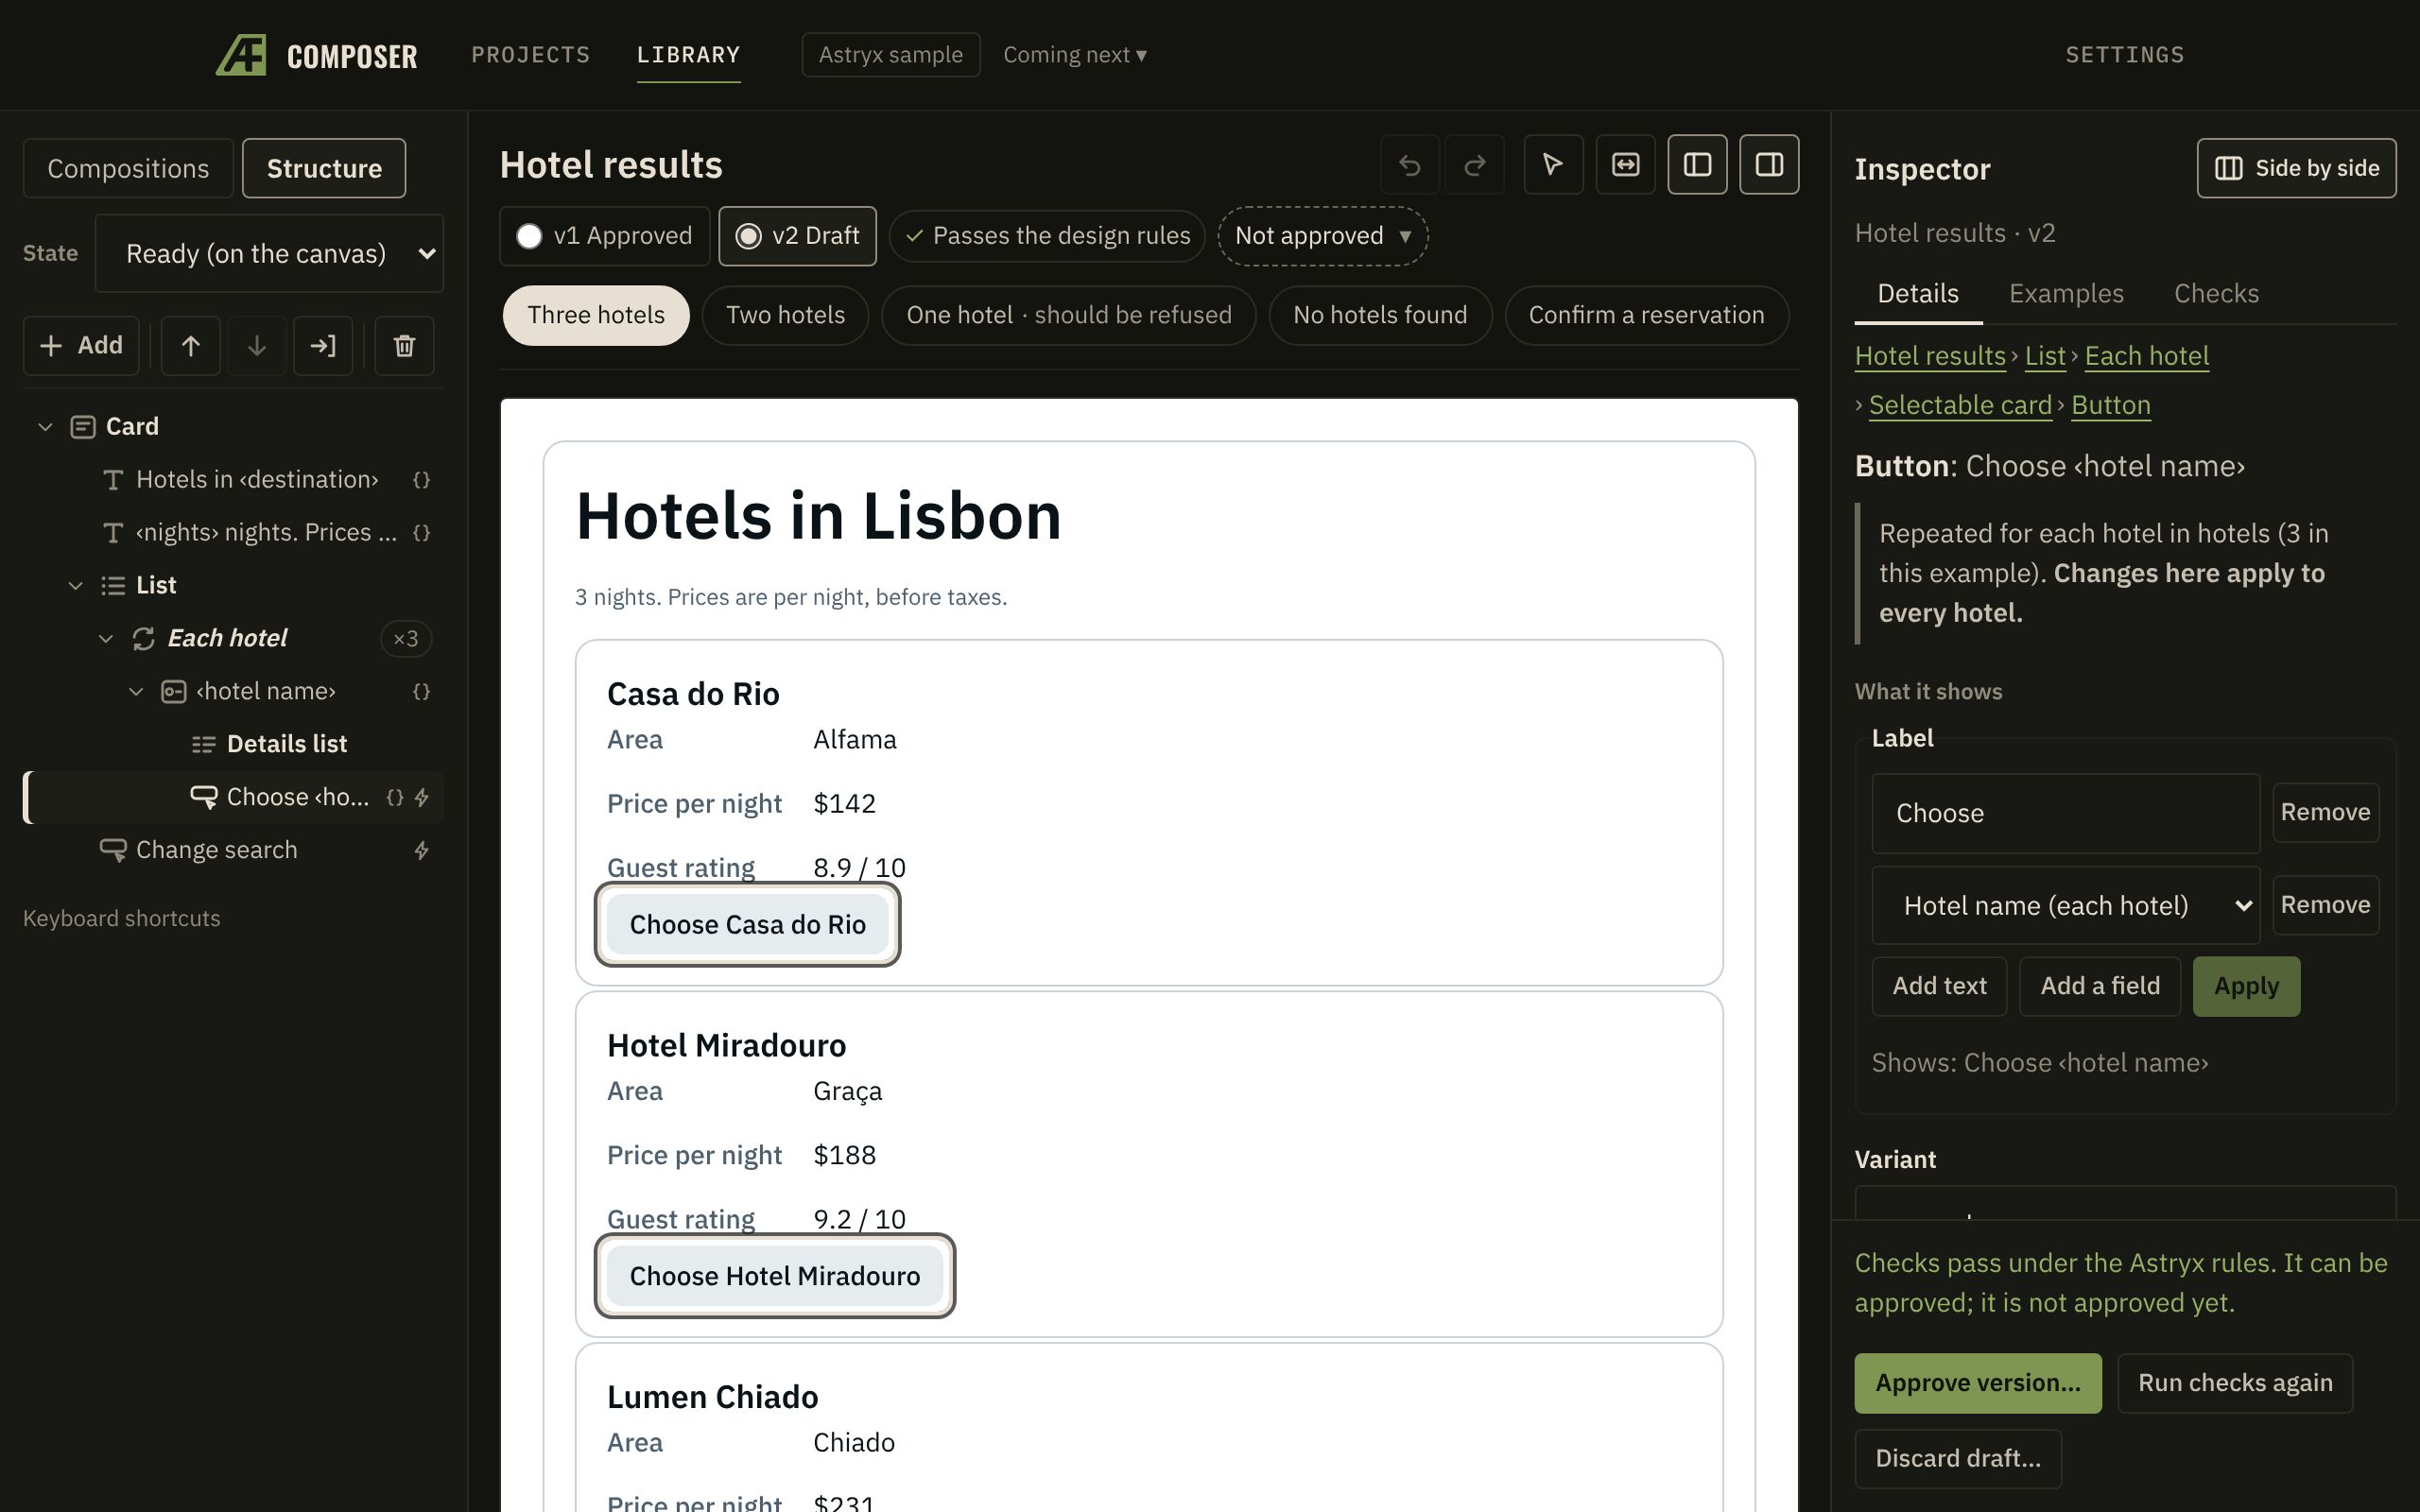 COMPOSER
PROJECTS
LIBRARY
Astryx sample
Coming next ▾
SETTINGS
Compositions
Structure
State
Ready (on the canvas)
Add
Card
Hotels in ‹destination› {}
‹nights› nights. Prices ... {}
List
Each hotel ×3
‹hotel name› {}
Details list
Choose ‹ho... {}
Change search
Keyboard shortcuts
Hotel results
v1 Approved
v2 Draft
✓ Passes the design rules
Not approved ▾
Three hotels
Two hotels
One hotel · should be refused
No hotels found
Confirm a reservation
Hotels in Lisbon
3 nights. Prices are per night, before taxes.
Casa do Rio
Area Alfama
Price per night $142
Guest rating 8.9 / 10
Choose Casa do Rio
Hotel Miradouro
Area Graça
Price per night $188
Guest rating 9.2 / 10
Choose Hotel Miradouro
Lumen Chiado
Area Chiado
Price per night $231
Inspector
Side by side
Hotel results · v2
Details
Examples
Checks
Hotel results › List › Each hotel
› Selectable card › Button
Button: Choose ‹hotel name›
Repeated for each hotel in hotels (3 in
this example). Changes here apply to
every hotel.
What it shows
Label
Choose
Remove
Hotel name (each hotel)
Remove
Add text
Add a field
Apply
Shows: Choose ‹hotel name›
Variant
Checks pass under the Astryx rules. It can be
approved; it is not approved yet.
Approve version...
Run checks again
Discard draft...